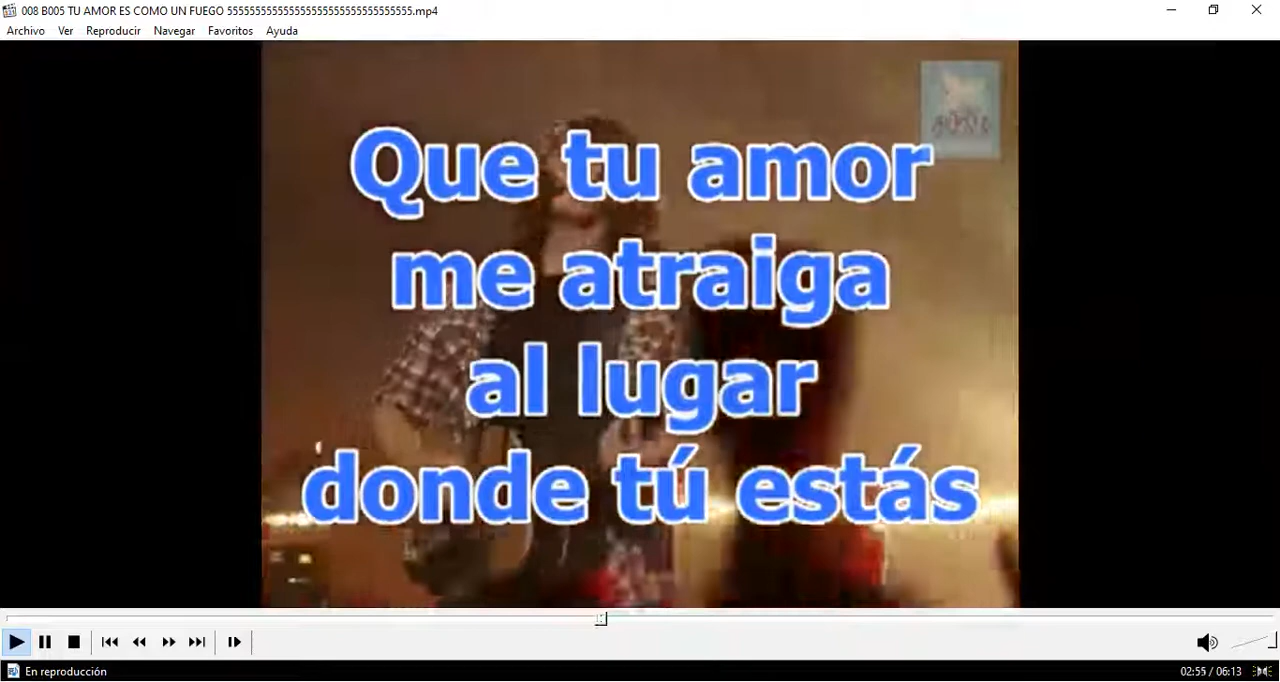 008 B005 TU AMOR ES COMO UN FUEGO 5555555555555555555555555555555555.mp4
Archivo Ver Reproducir Navegar Favoritos Ayuda
Que tu amor
me atraiga
al lugar
donde tú estás
En reproducción 02:55 / 06:13